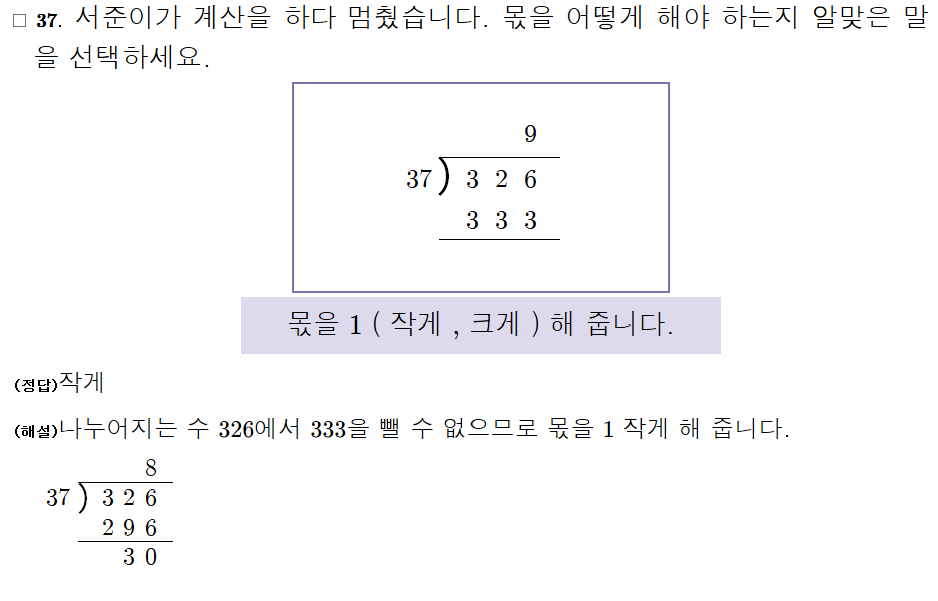 □ 37. 서준이가 계산을 하다 멈췄습니다. 몫을 어떻게 해야 하는지 알맞은 말
을 선택하세요.
9
37 ) 3 2 6
3 3 3
몫을 1 ( 작게 , 크게 ) 해 줍니다.
(정답)작게
(해설)나누어지는 수 326에서 333을 뺄 수 없으므로 몫을 1 작게 해 줍니다.
8
37 ) 3 2 6
2 9 6
3 0